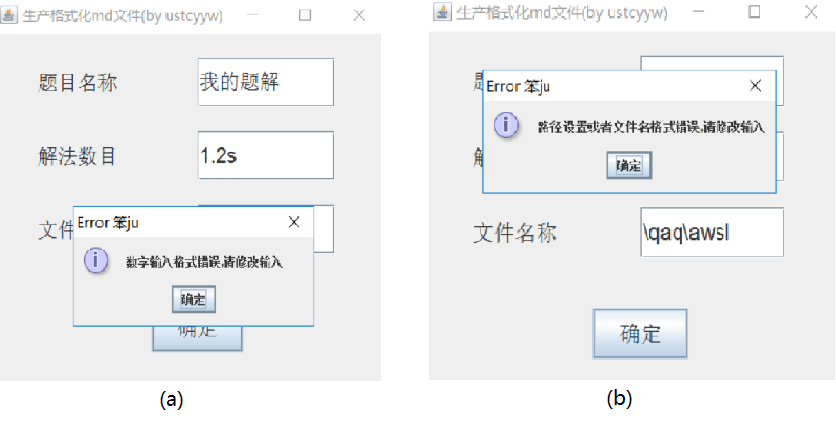 生产格式化md文件(by ustcyyw)
题目名称
我的题解
解法数目
1.2s
文件
Error 笨ju
数字输入格式错误,请修改输入
确定
确定
(a)
生产格式化md文件(by ustcyyw)
Error 笨ju
路径设置或者文件名格式错误,请修改输入
确定
文件名称
\qaq\awsl
确定
(b)